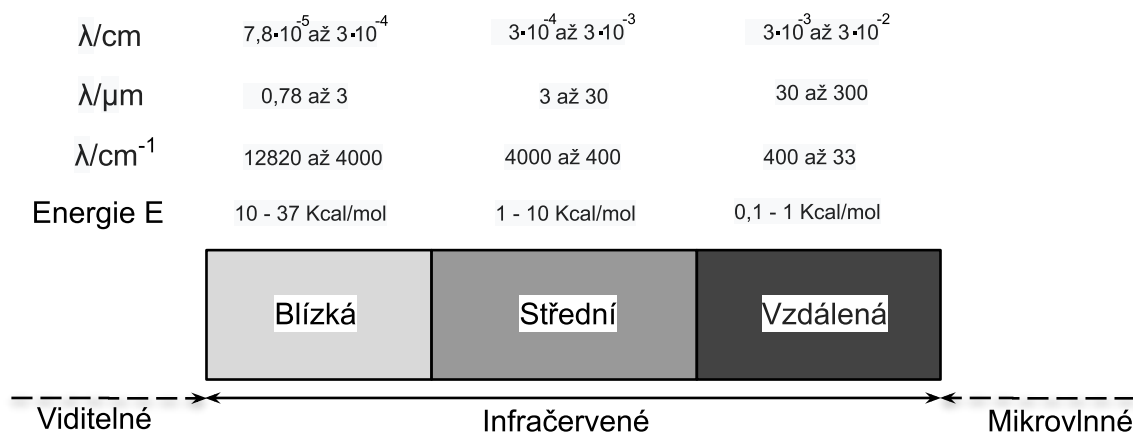 λ/cm 7,8·10⁻⁵ až 3·10⁻⁴ 3·10⁻⁴ až 3·10⁻³ 3·10⁻³ až 3·10⁻²
λ/µm 0,78 až 3 3 až 30 30 až 300
λ/cm⁻¹ 12820 až 4000 4000 až 400 400 až 33
Energie E 10 - 37 Kcal/mol 1 - 10 Kcal/mol 0,1 - 1 Kcal/mol
Blízká Střední Vzdálená
Viditelné Infračervené Mikrovlnné